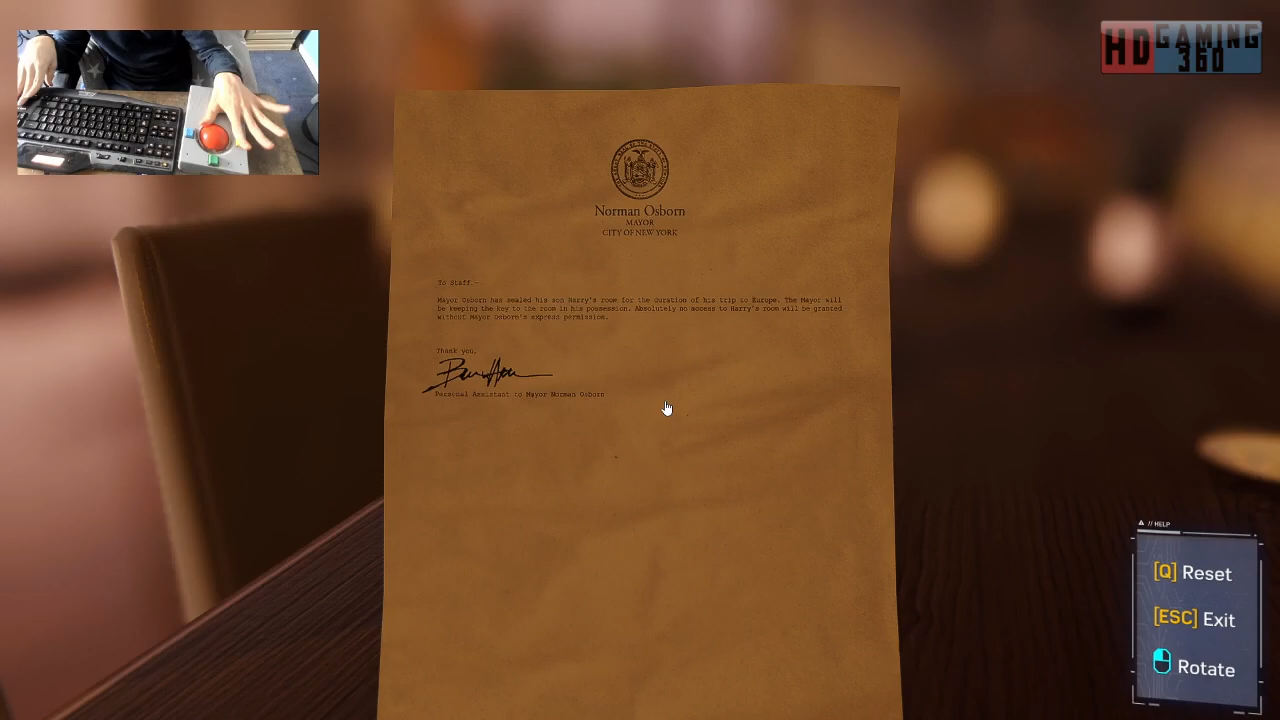 HD GAMING 360
Norman Osborn
MAYOR
CITY OF NEW YORK
To Staff-
Mayor Osborn has sealed his son Harry's room for the duration of his trip to Europe. The Mayor will
be keeping the key to the room in his possession. Absolutely no access to Harry's room will be granted
without Mayor Osborn's express permission.
Thank you,
Personal Assistant to Mayor Norman Osborn
// HELP
[Q] Reset
[ESC] Exit
Rotate